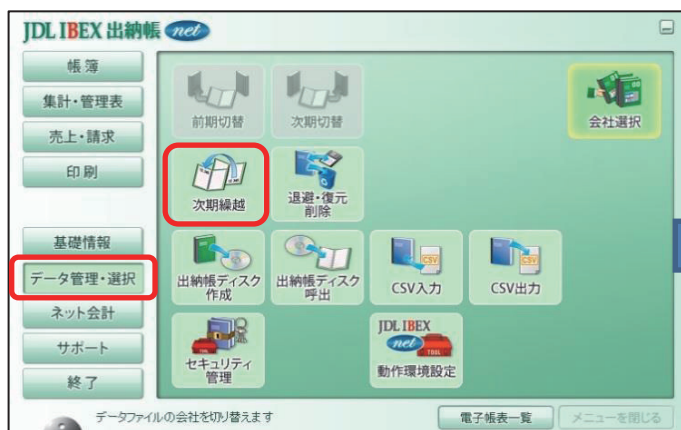 JDL IBEX 出納帳 net
帳簿
集計・管理表
売上・請求
印刷
基礎情報
データ管理・選択
ネット会計
サポート
終了
前期切替
次期切替
会社選択
次期繰越
退避・復元
削除
出納帳ディスク
作成
出納帳ディスク
呼出
CSV
CSV入力
CSV
CSV出力
セキュリティ
管理
JDL IBEX
net
TOOL
動作環境設定
データファイルの会社を切り替えます
電子帳表一覧
メニューを閉じる